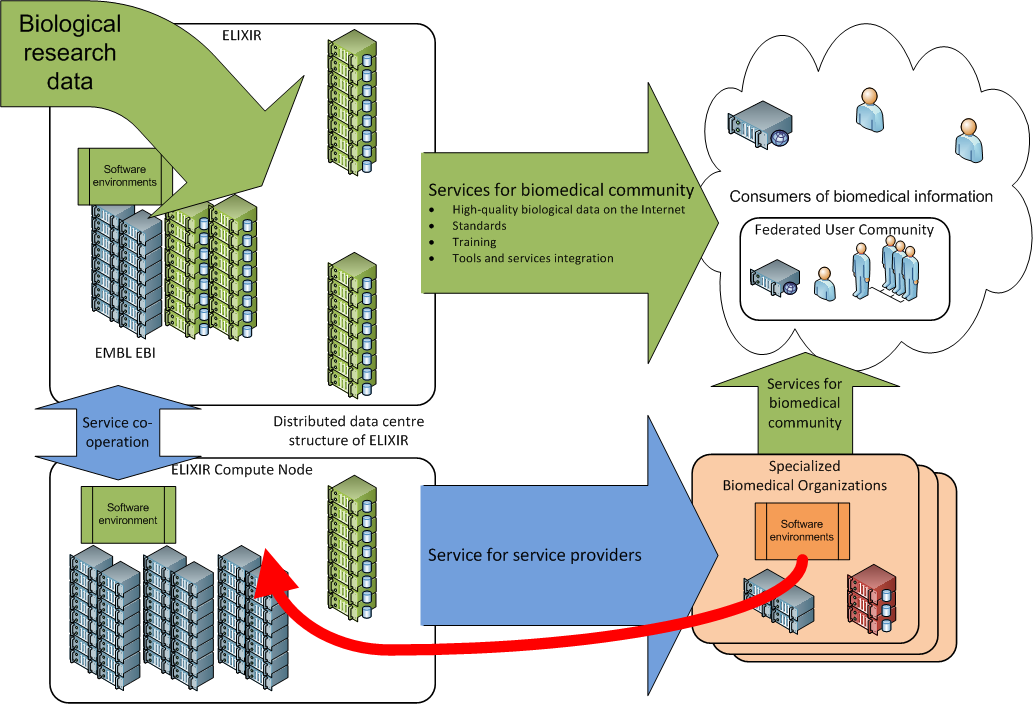 Biological
research
data
ELIXIR
Software
environments
EMBL EBI
Services for biomedical community
• High-quality biological data on the Internet
• Standards
• Training
• Tools and services integration
Consumers of biomedical information
Federated User Community
Service co-
operation
Distributed data centre
structure of ELIXIR
Services for
biomedical
community
ELIXIR Compute Node
Software
environment
Service for service providers
Specialized
Biomedical Organizations
Software
environments